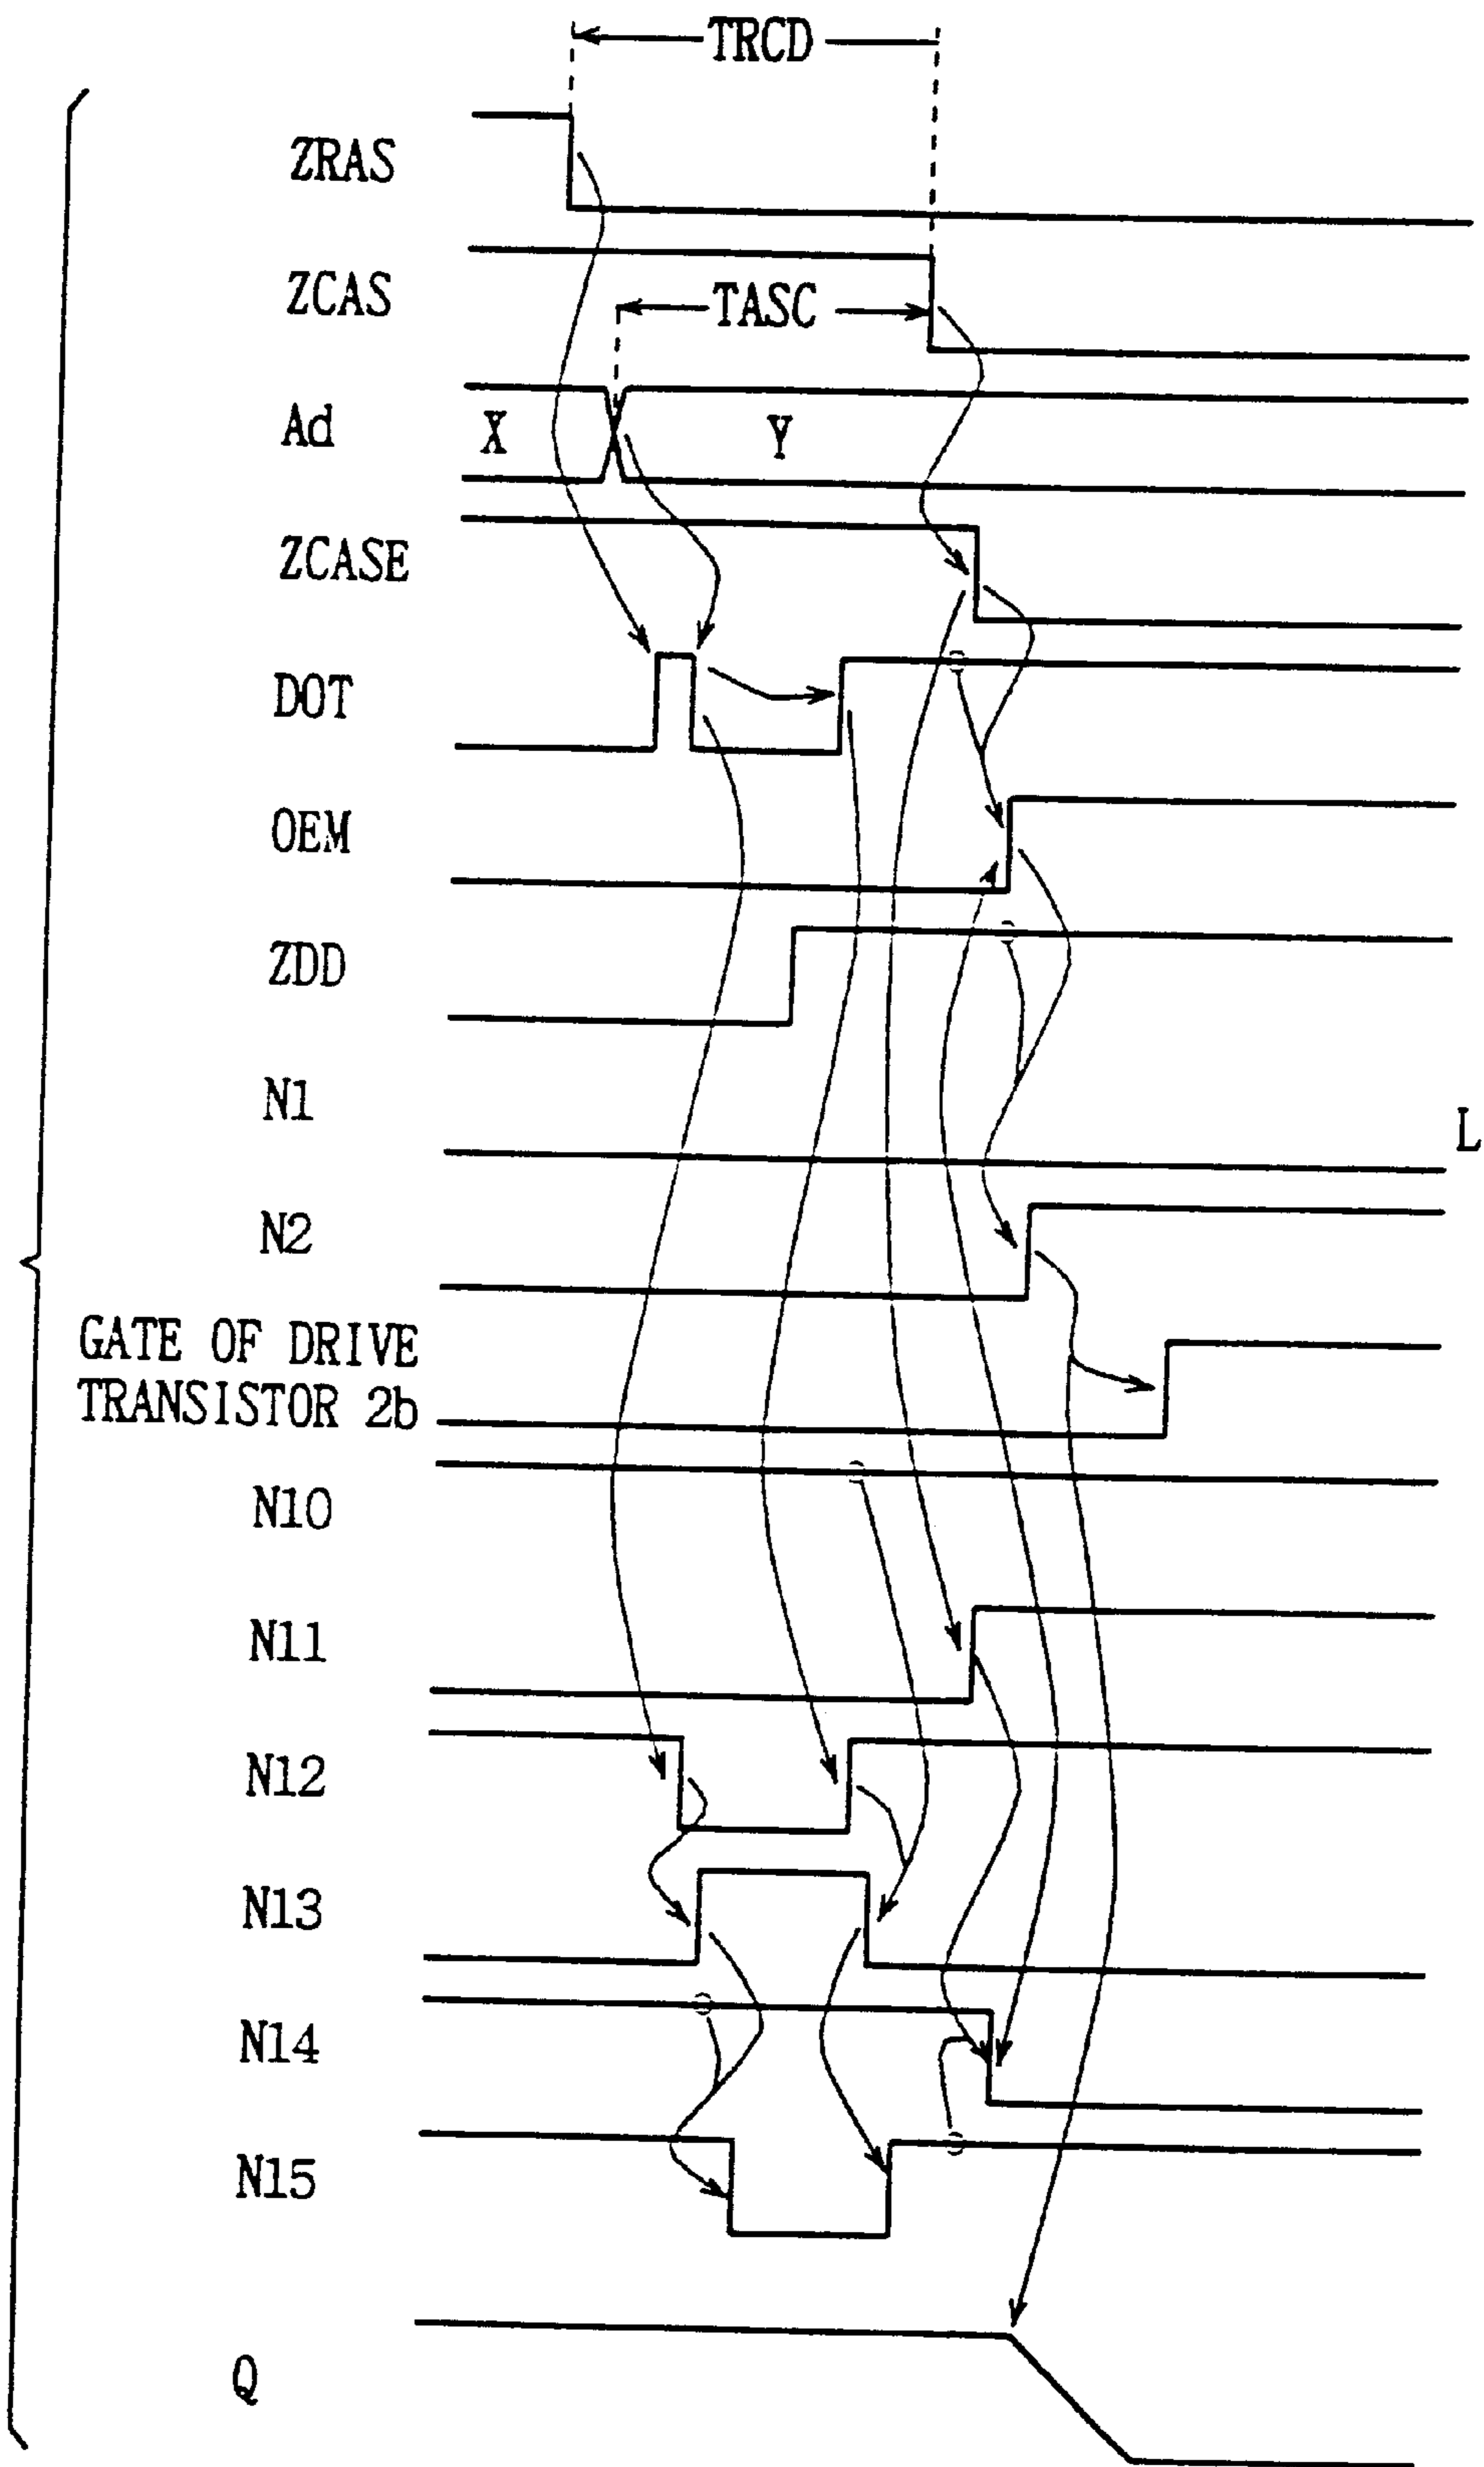 TRCD
ZRAS
ZCAS
TASC
Ad
X
Y
ZCASE
DOT
OEM
ZDD
N1
L
N2
GATE OF DRIVE
TRANSISTOR 2b
N10
N11
N12
N13
N14
N15
Q